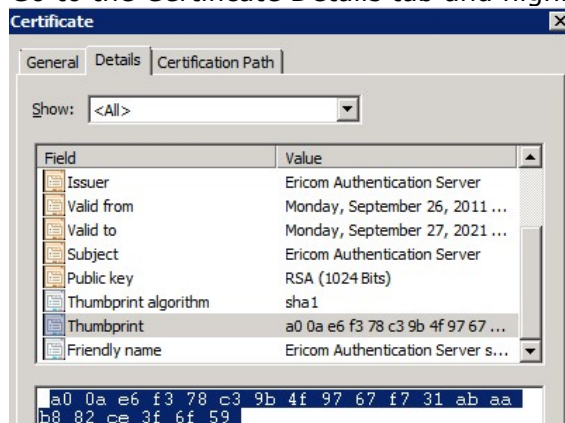 Certificate
General Details Certification Path
Show: <All>
Field Value
Issuer Ericom Authentication Server
Valid from Monday, September 26, 2011 ...
Valid to Monday, September 27, 2021 ...
Subject Ericom Authentication Server
Public key RSA (1024 Bits)
Thumbprint algorithm sha1
Thumbprint a0 0a e6 f3 78 c3 9b 4f 97 67 ...
Friendly name Ericom Authentication Server s...
a0 0a e6 f3 78 c3 9b 4f 97 67 f7 31 ab aa
b8 82 ce 3f 6f 59